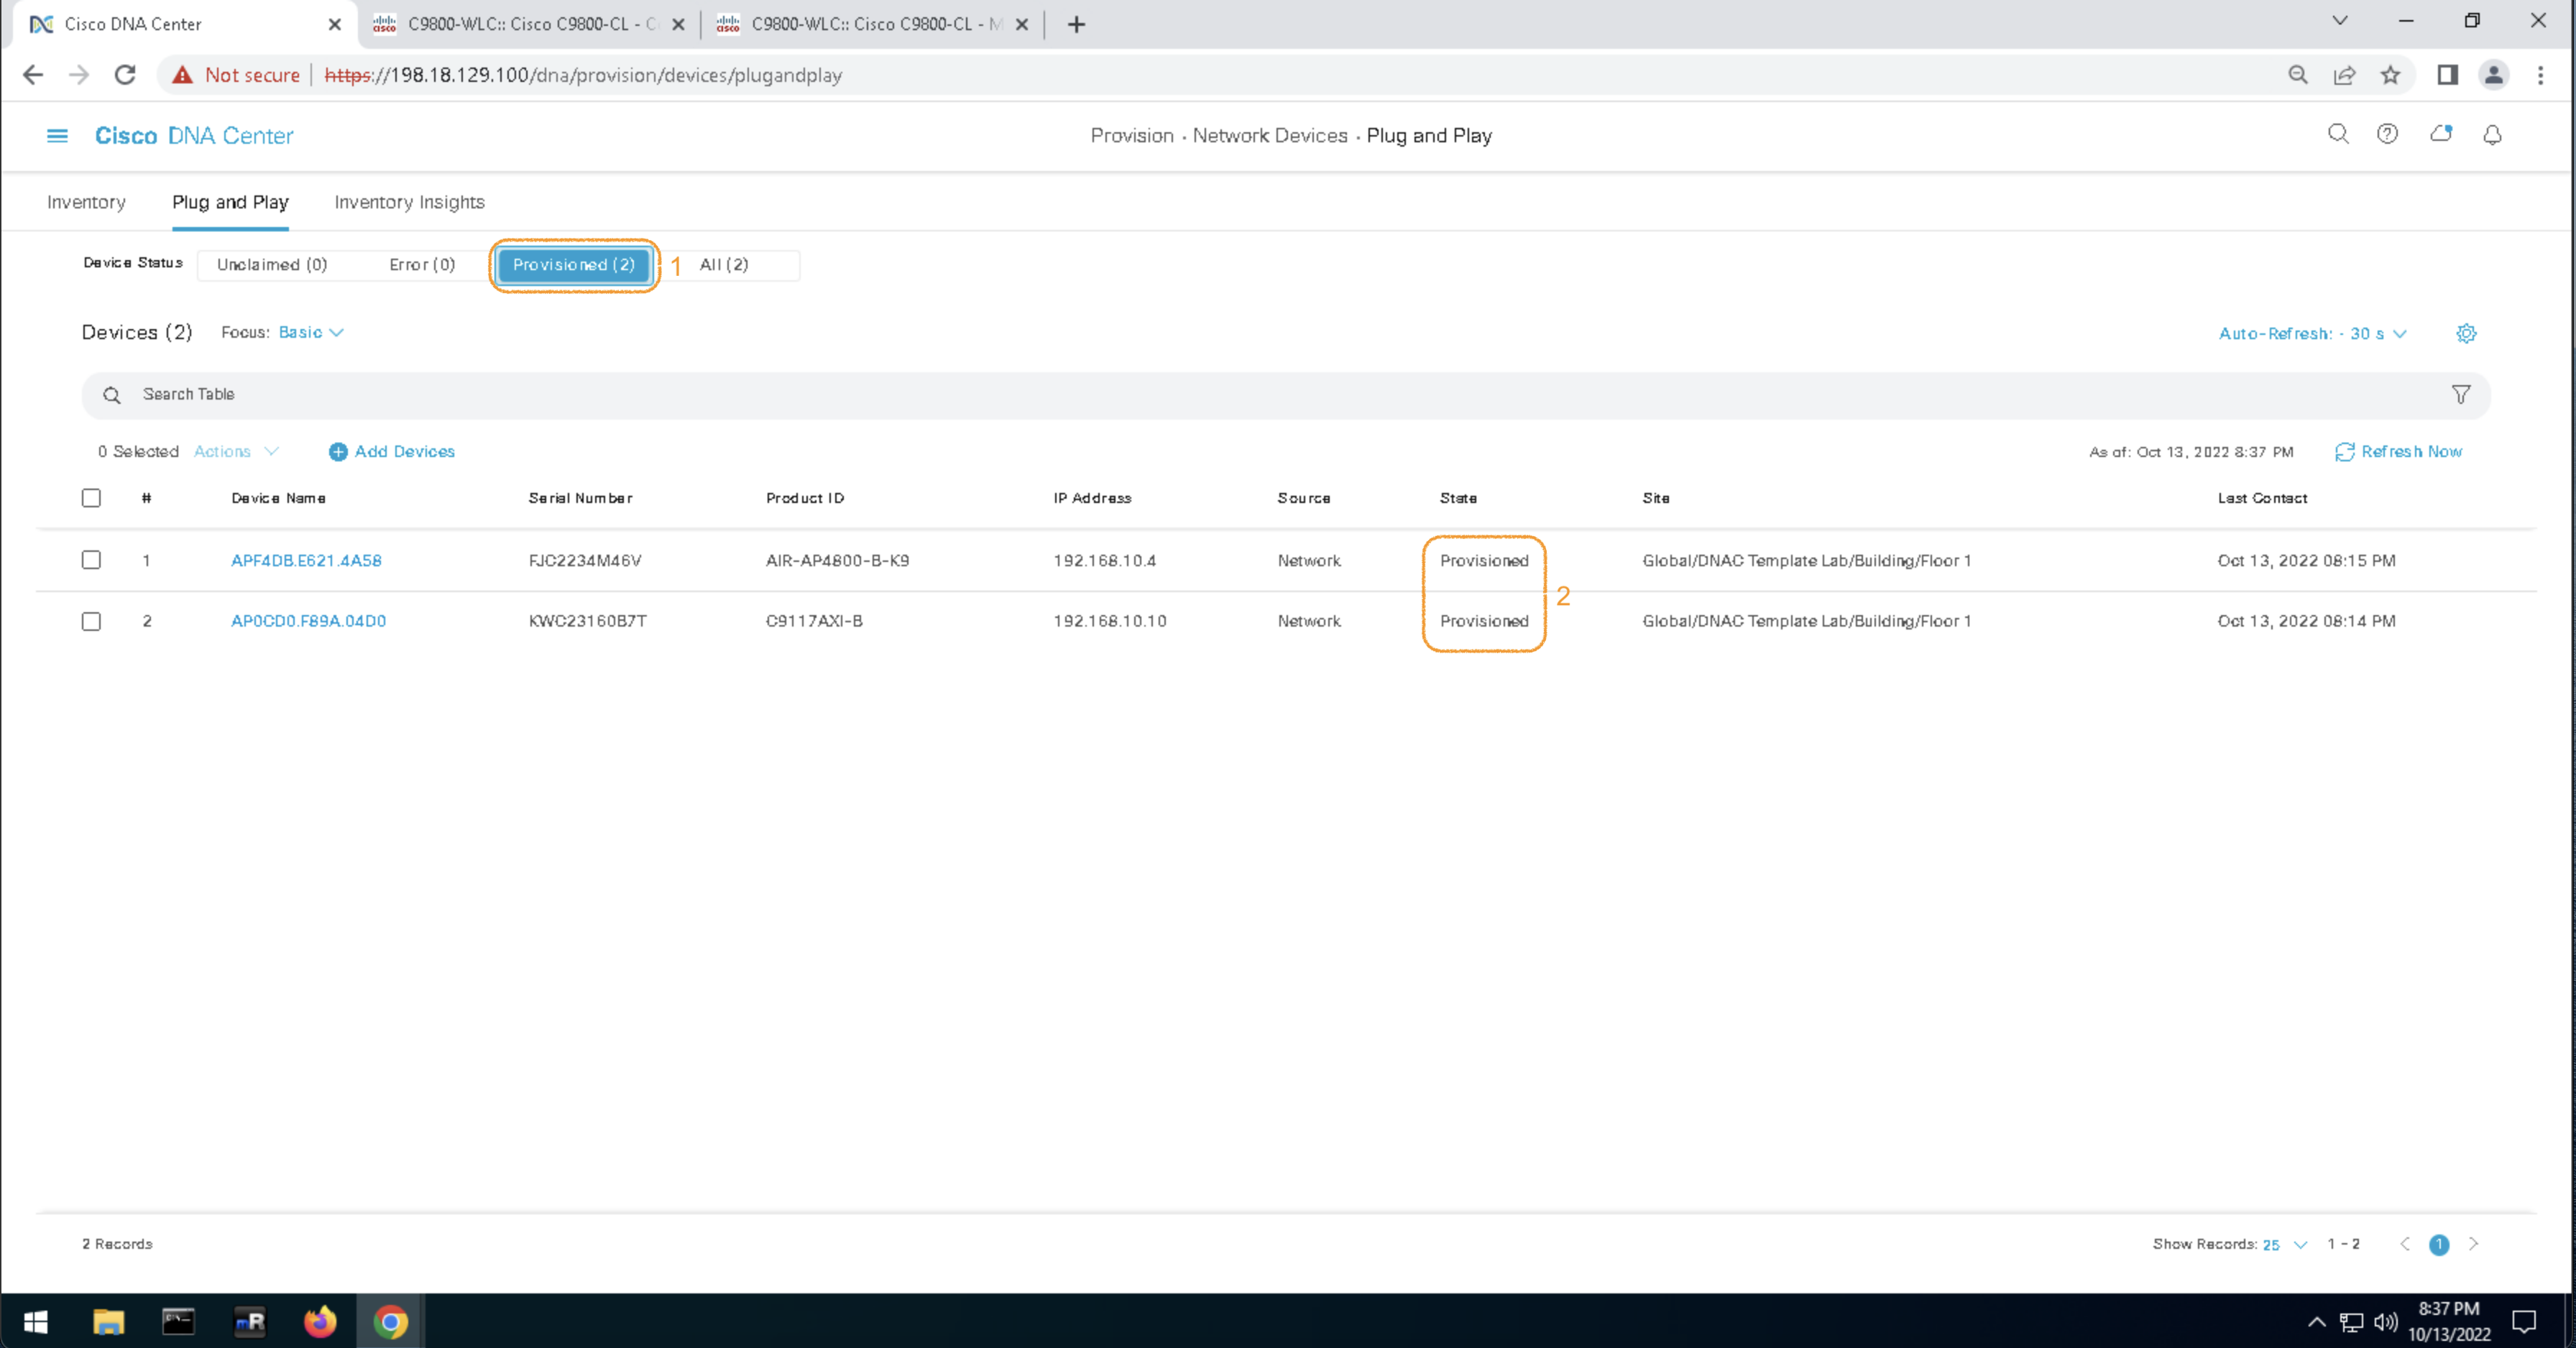 Cisco DNA Center
C9800-WLC:: Cisco C9800-CL - C
C9800-WLC:: Cisco C9800-CL - M
Not secure | https://198.18.129.100/dna/provision/devices/plugandplay
Cisco DNA Center
Provision · Network Devices · Plug and Play
Inventory Plug and Play Inventory Insights
Device Status Unclaimed (0) Error (0) Provisioned (2) 1 All (2)
Devices (2) Focus: Basic Auto-Refresh: - 30 s
Search Table
0 Selected Actions Add Devices As of: Oct 13, 2022 8:37 PM Refresh Now
# Device Name Serial Number Product ID IP Address Source State Site Last Contact
1 APF4DB.E621.4A58 FJC2234M46V AIR-AP4800-B-K9 192.168.10.4 Network Provisioned Global/DNAC Template Lab/Building/Floor 1 Oct 13, 2022 08:15 PM
2
2 AP0CD0.F89A.04D0 KWC23160B7T C9117AXI-B 192.168.10.10 Network Provisioned Global/DNAC Template Lab/Building/Floor 1 Oct 13, 2022 08:14 PM
2 Records Show Records: 25 1 - 2 1
mR
8:37 PM
10/13/2022